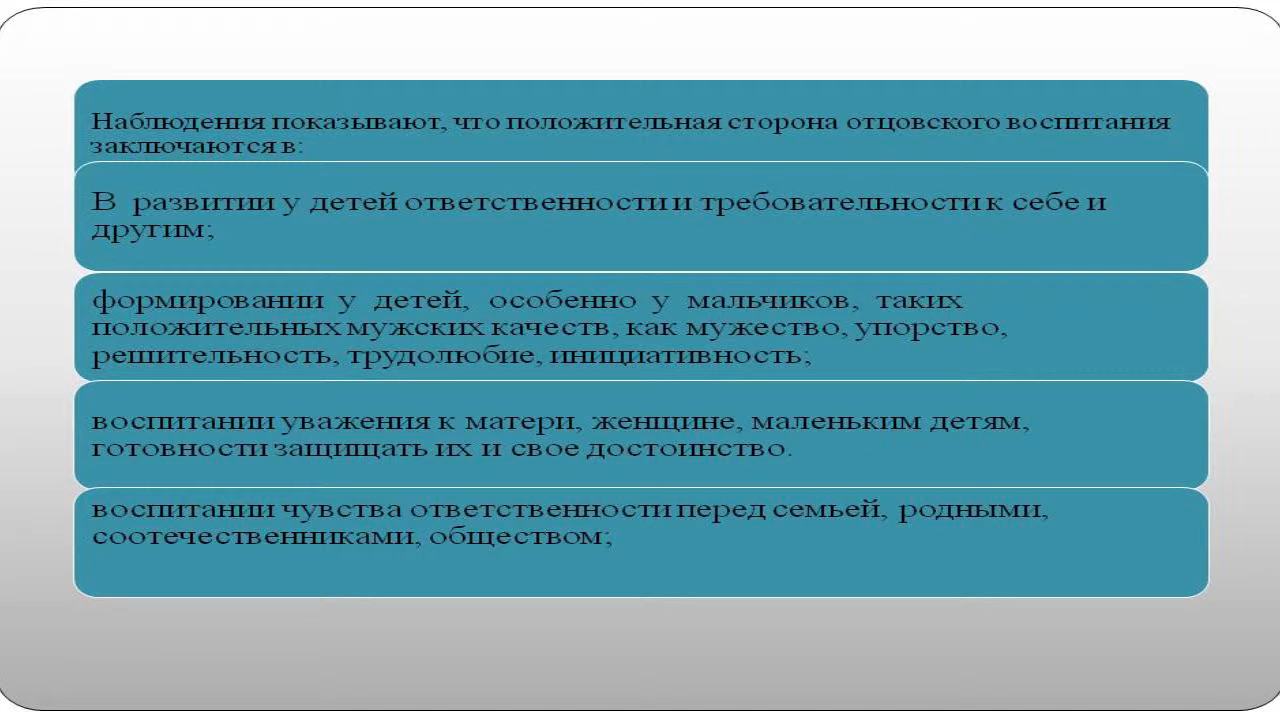 Наблюдения показывают, что положительная сторона отцовского воспитания
заключаются в:
В развитии у детей ответственности и требовательности к себе и
другим;
формировании у детей, особенно у мальчиков, таких
положительных мужских качеств, как мужество, упорство,
решительность, трудолюбие, инициативность;
воспитании уважения к матери, женщине, маленьким детям,
готовности защищать их и свое достоинство.
воспитании чувства ответственности перед семьей, родными,
соотечественниками, обществом;